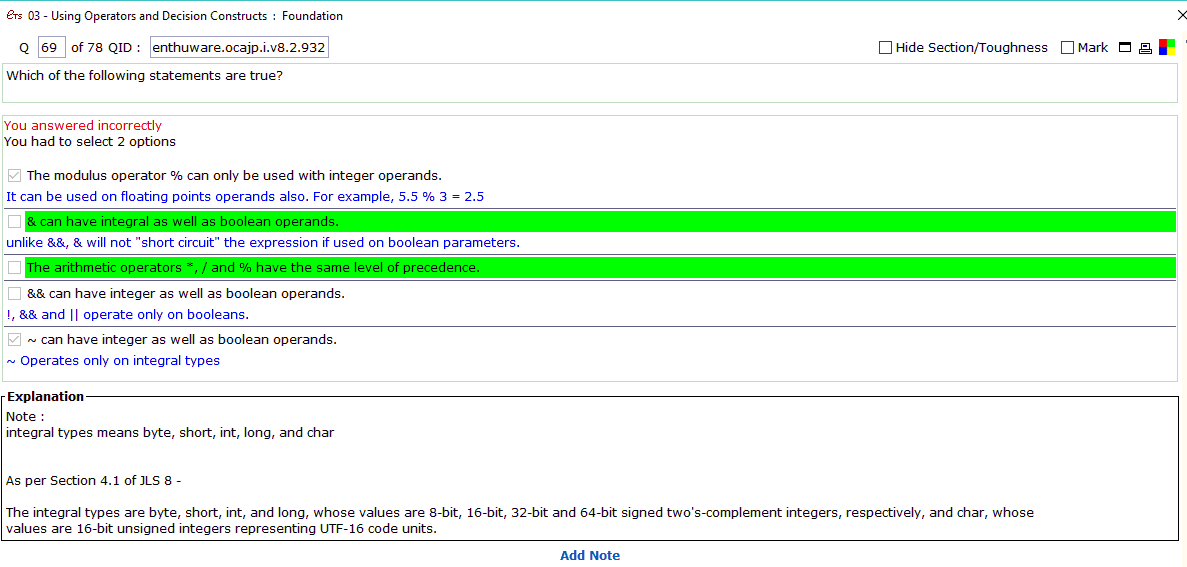 ets 03 - Using Operators and Decision Constructs : Foundation
Q 69 of 78 QID : enthuware.ocajp.i.v8.2.932 Hide Section/Toughness Mark
Which of the following statements are true?
You answered incorrectly
You had to select 2 options
The modulus operator % can only be used with integer operands.
It can be used on floating points operands also. For example, 5.5 % 3 = 2.5
& can have integral as well as boolean operands.
unlike &&, & will not "short circuit" the expression if used on boolean parameters.
The arithmetic operators *, / and % have the same level of precedence.
&& can have integer as well as boolean operands.
!, && and || operate only on booleans.
~ can have integer as well as boolean operands.
~ Operates only on integral types
Explanation
Note :
integral types means byte, short, int, long, and char
As per Section 4.1 of JLS 8 -
The integral types are byte, short, int, and long, whose values are 8-bit, 16-bit, 32-bit and 64-bit signed two's-complement integers, respectively, and char, whose
values are 16-bit unsigned integers representing UTF-16 code units.
Add Note